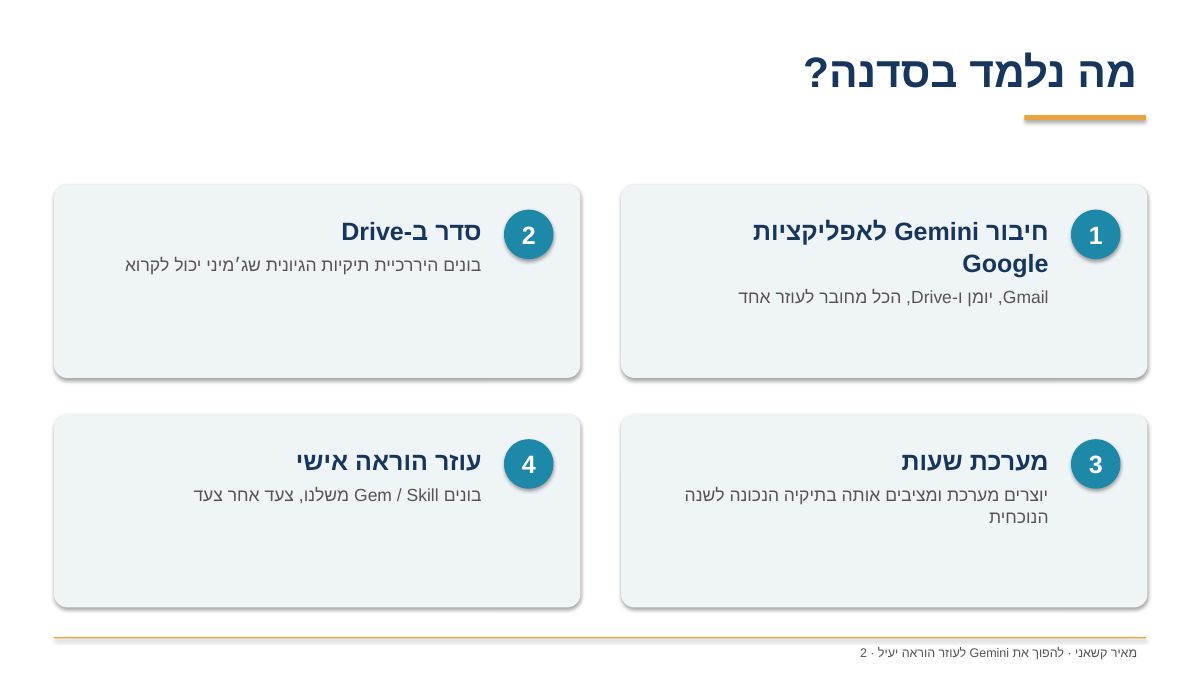 מה נלמד בסדנה?
1
חיבור Gemini לאפליקציות
Google
Gmail, יומן ו-Drive, הכל מחובר לעוזר אחד
2
סדר ב-Drive
בונים היררכיית תיקיות הגיונית שג׳מיני יכול לקרוא
3
מערכת שעות
יוצרים מערכת ומציבים אותה בתיקיה הנכונה לשנה
הנוכחית
4
עוזר הוראה אישי
בונים Gem / Skill משלנו, צעד אחר צעד
מאיר קשאני · להפוך את Gemini לעוזר הוראה יעיל · 2